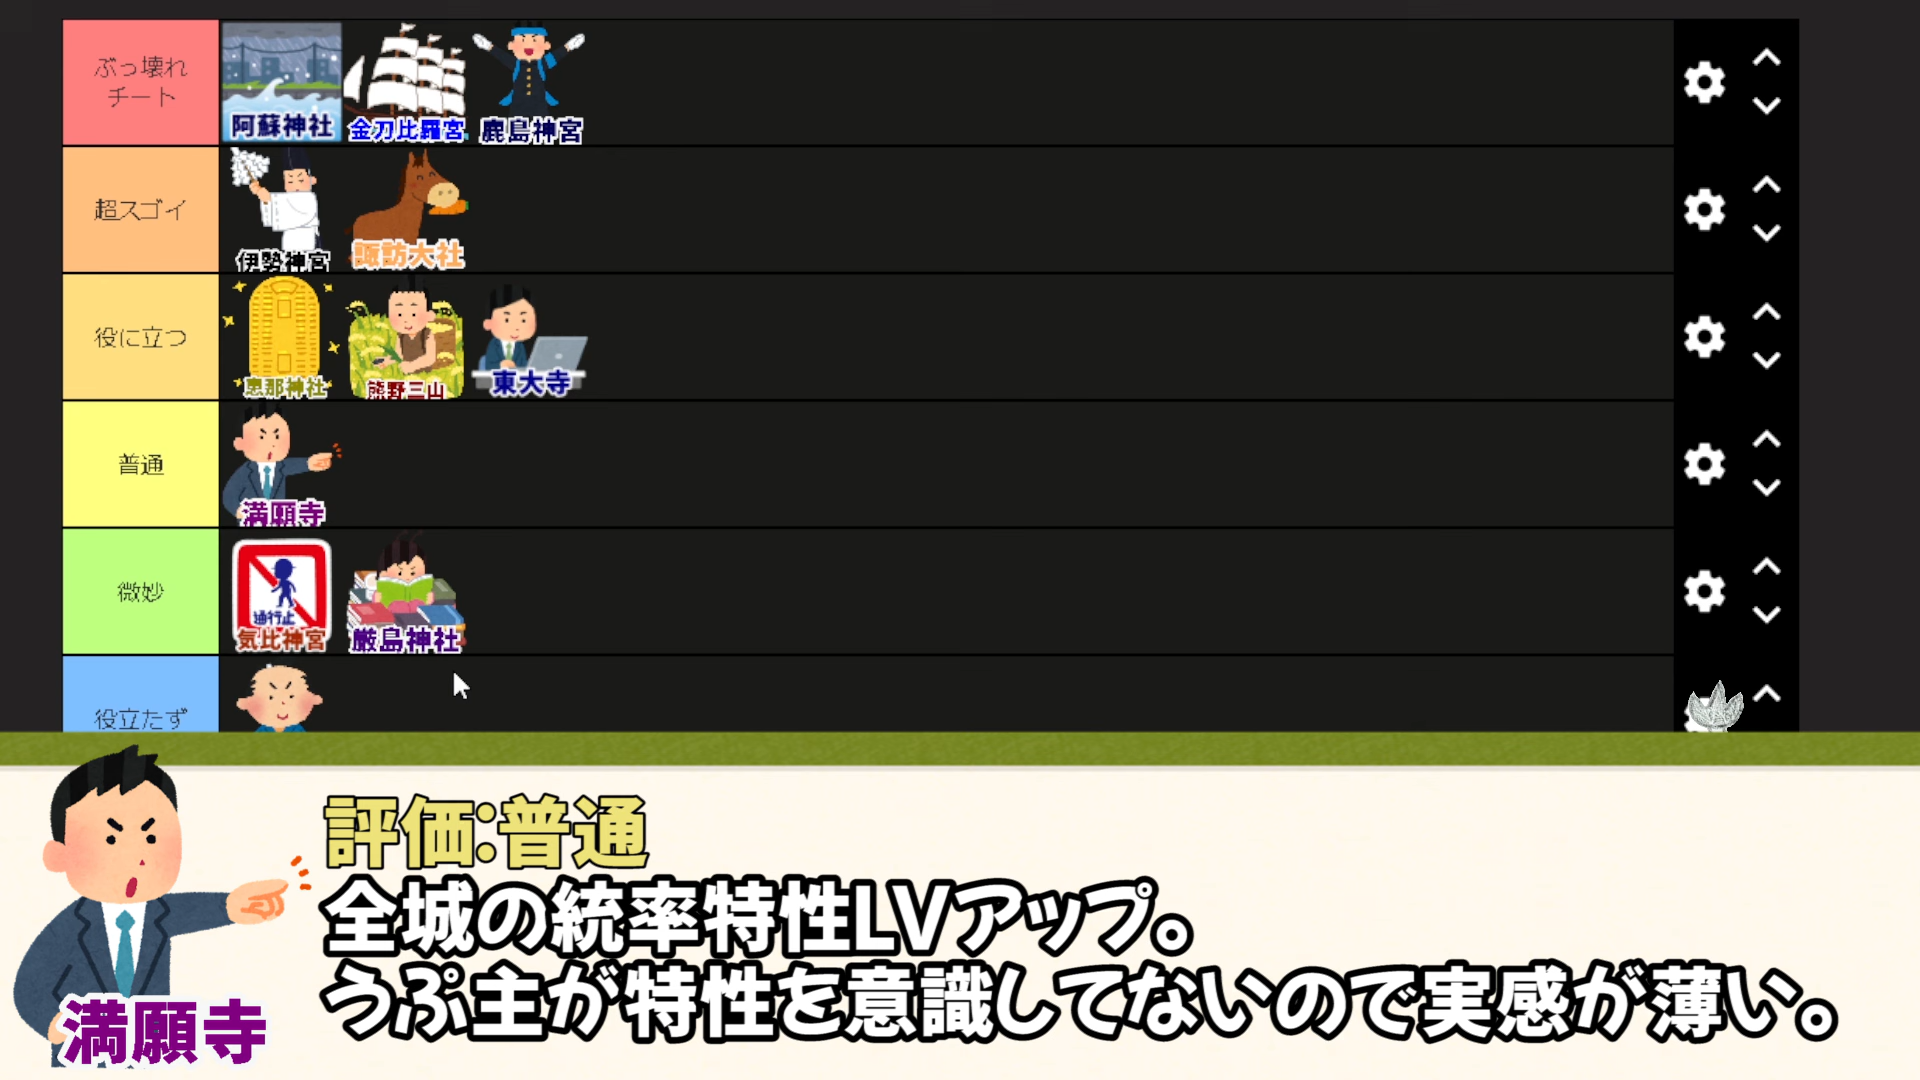 ぶっ壊れ
チート
阿蘇神社
金刀比羅宮
鹿島神宮
超スゴイ
伊勢神宮
諏訪大社
役に立つ
恵那神社
熊野三山
東大寺
普通
満願寺
微妙
通行止
気比神宮
厳島神社
役立たず
評価:普通
全城の統率特性LVアップ。
うぷ主が特性を意識してないので実感が薄い。
満願寺